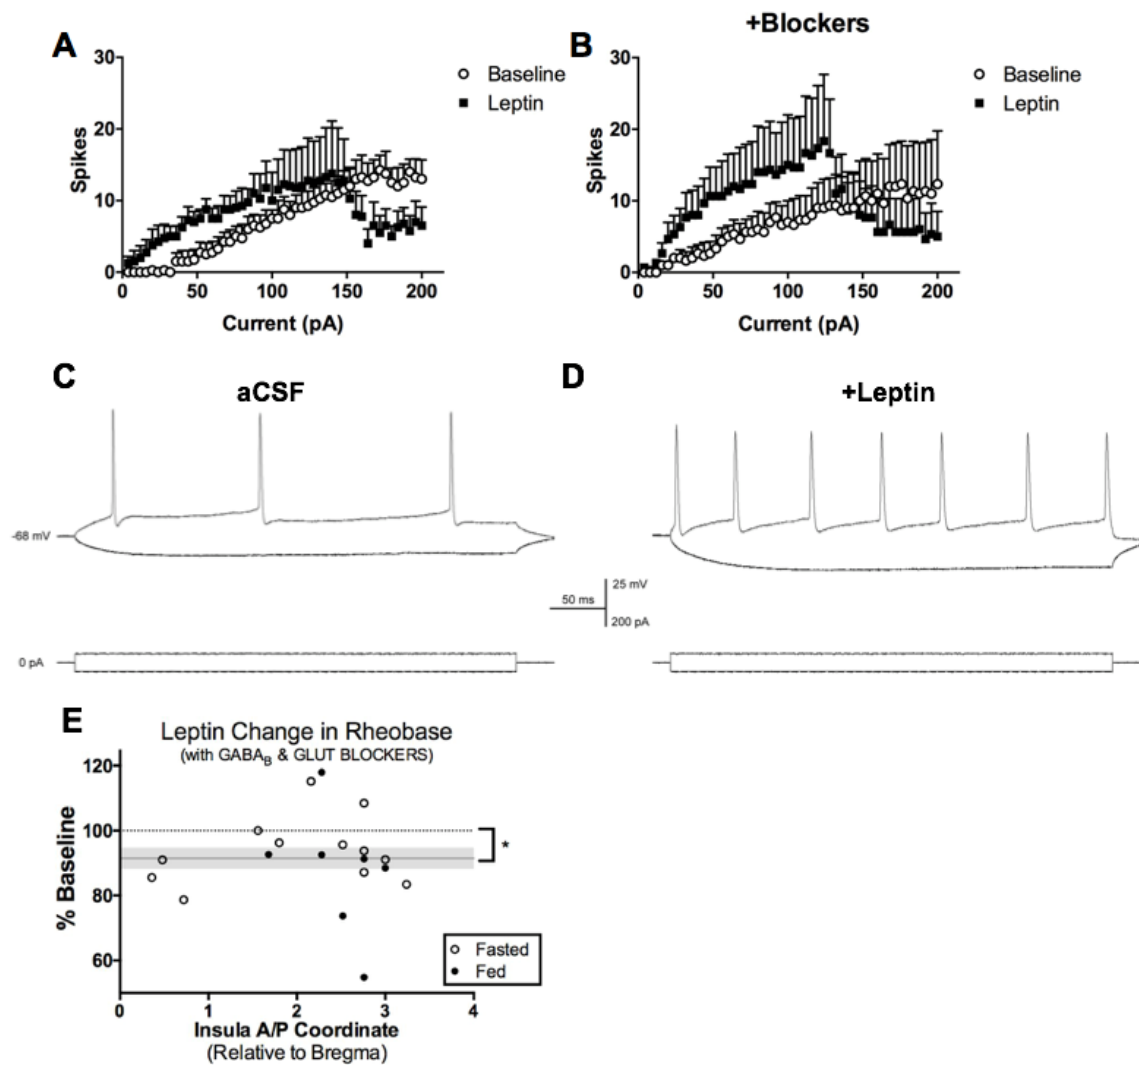 A
+Blockers
B
30
20
10
0
Spikes
0 50 100 150 200
Current (pA)
Baseline
Leptin
30
20
10
0
Spikes
0 50 100 150 200
Current (pA)
Baseline
Leptin
C
aCSF
D
+Leptin
-68 mV
50 ms
25 mV
200 pA
0 pA
E
Leptin Change in Rheobase
(with GABAB & GLUT BLOCKERS)
120
100
80
60
% Baseline
*
Fasted
Fed
0 1 2 3 4
Insula A/P Coordinate
(Relative to Bregma)